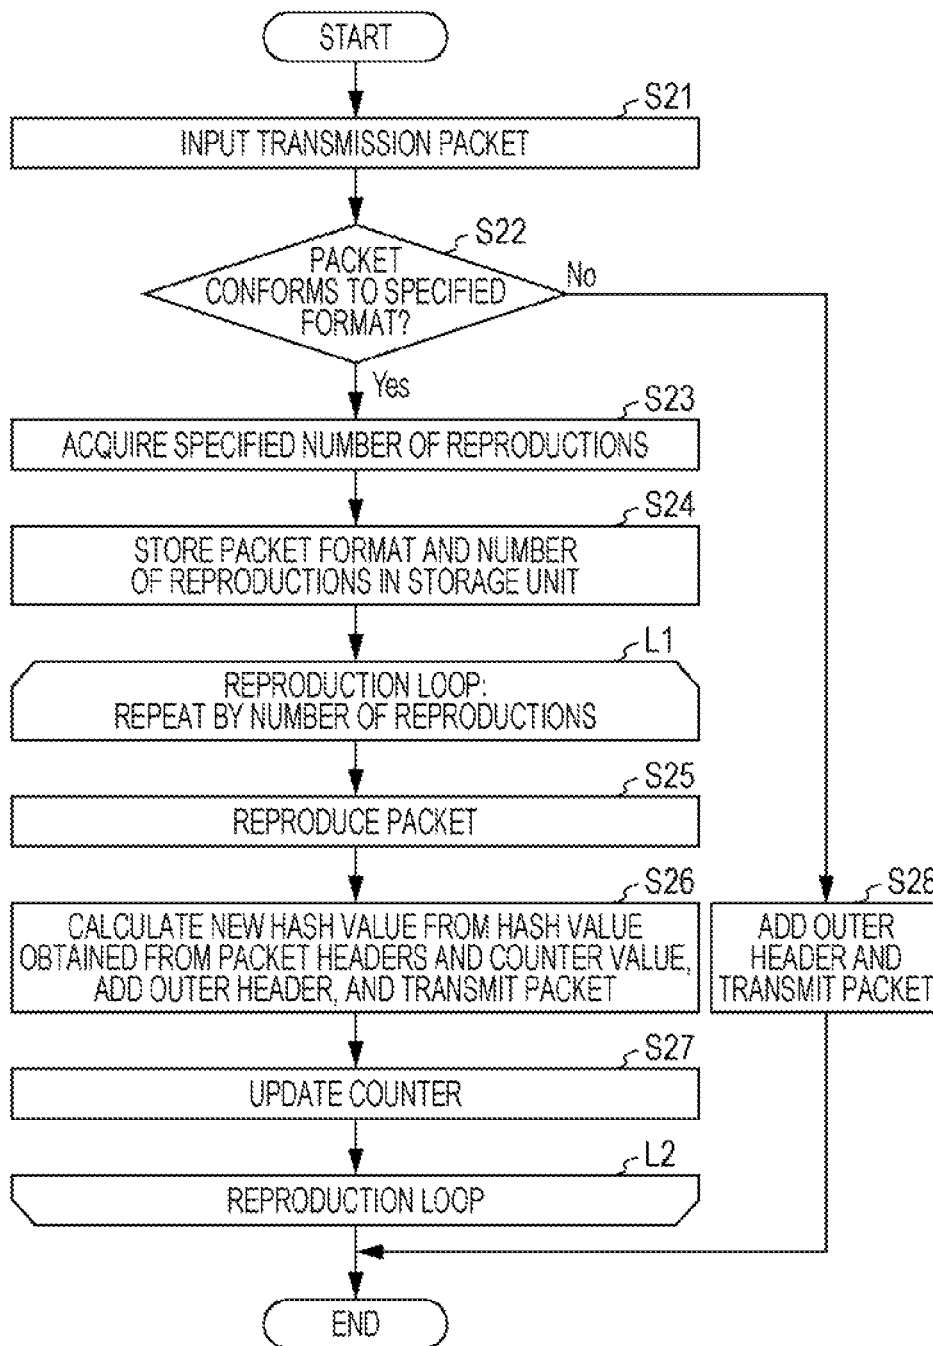 START
S21
INPUT TRANSMISSION PACKET
S22
PACKET
CONFORMS TO SPECIFIED
FORMAT?
No
Yes
S23
ACQUIRE SPECIFIED NUMBER OF REPRODUCTIONS
S24
STORE PACKET FORMAT AND NUMBER
OF REPRODUCTIONS IN STORAGE UNIT
L1
REPRODUCTION LOOP:
REPEAT BY NUMBER OF REPRODUCTIONS
S25
REPRODUCE PACKET
S26
CALCULATE NEW HASH VALUE FROM HASH VALUE
OBTAINED FROM PACKET HEADERS AND COUNTER VALUE,
ADD OUTER HEADER, AND TRANSMIT PACKET
S28
ADD OUTER
HEADER AND
TRANSMIT PACKET
S27
UPDATE COUNTER
L2
REPRODUCTION LOOP
END